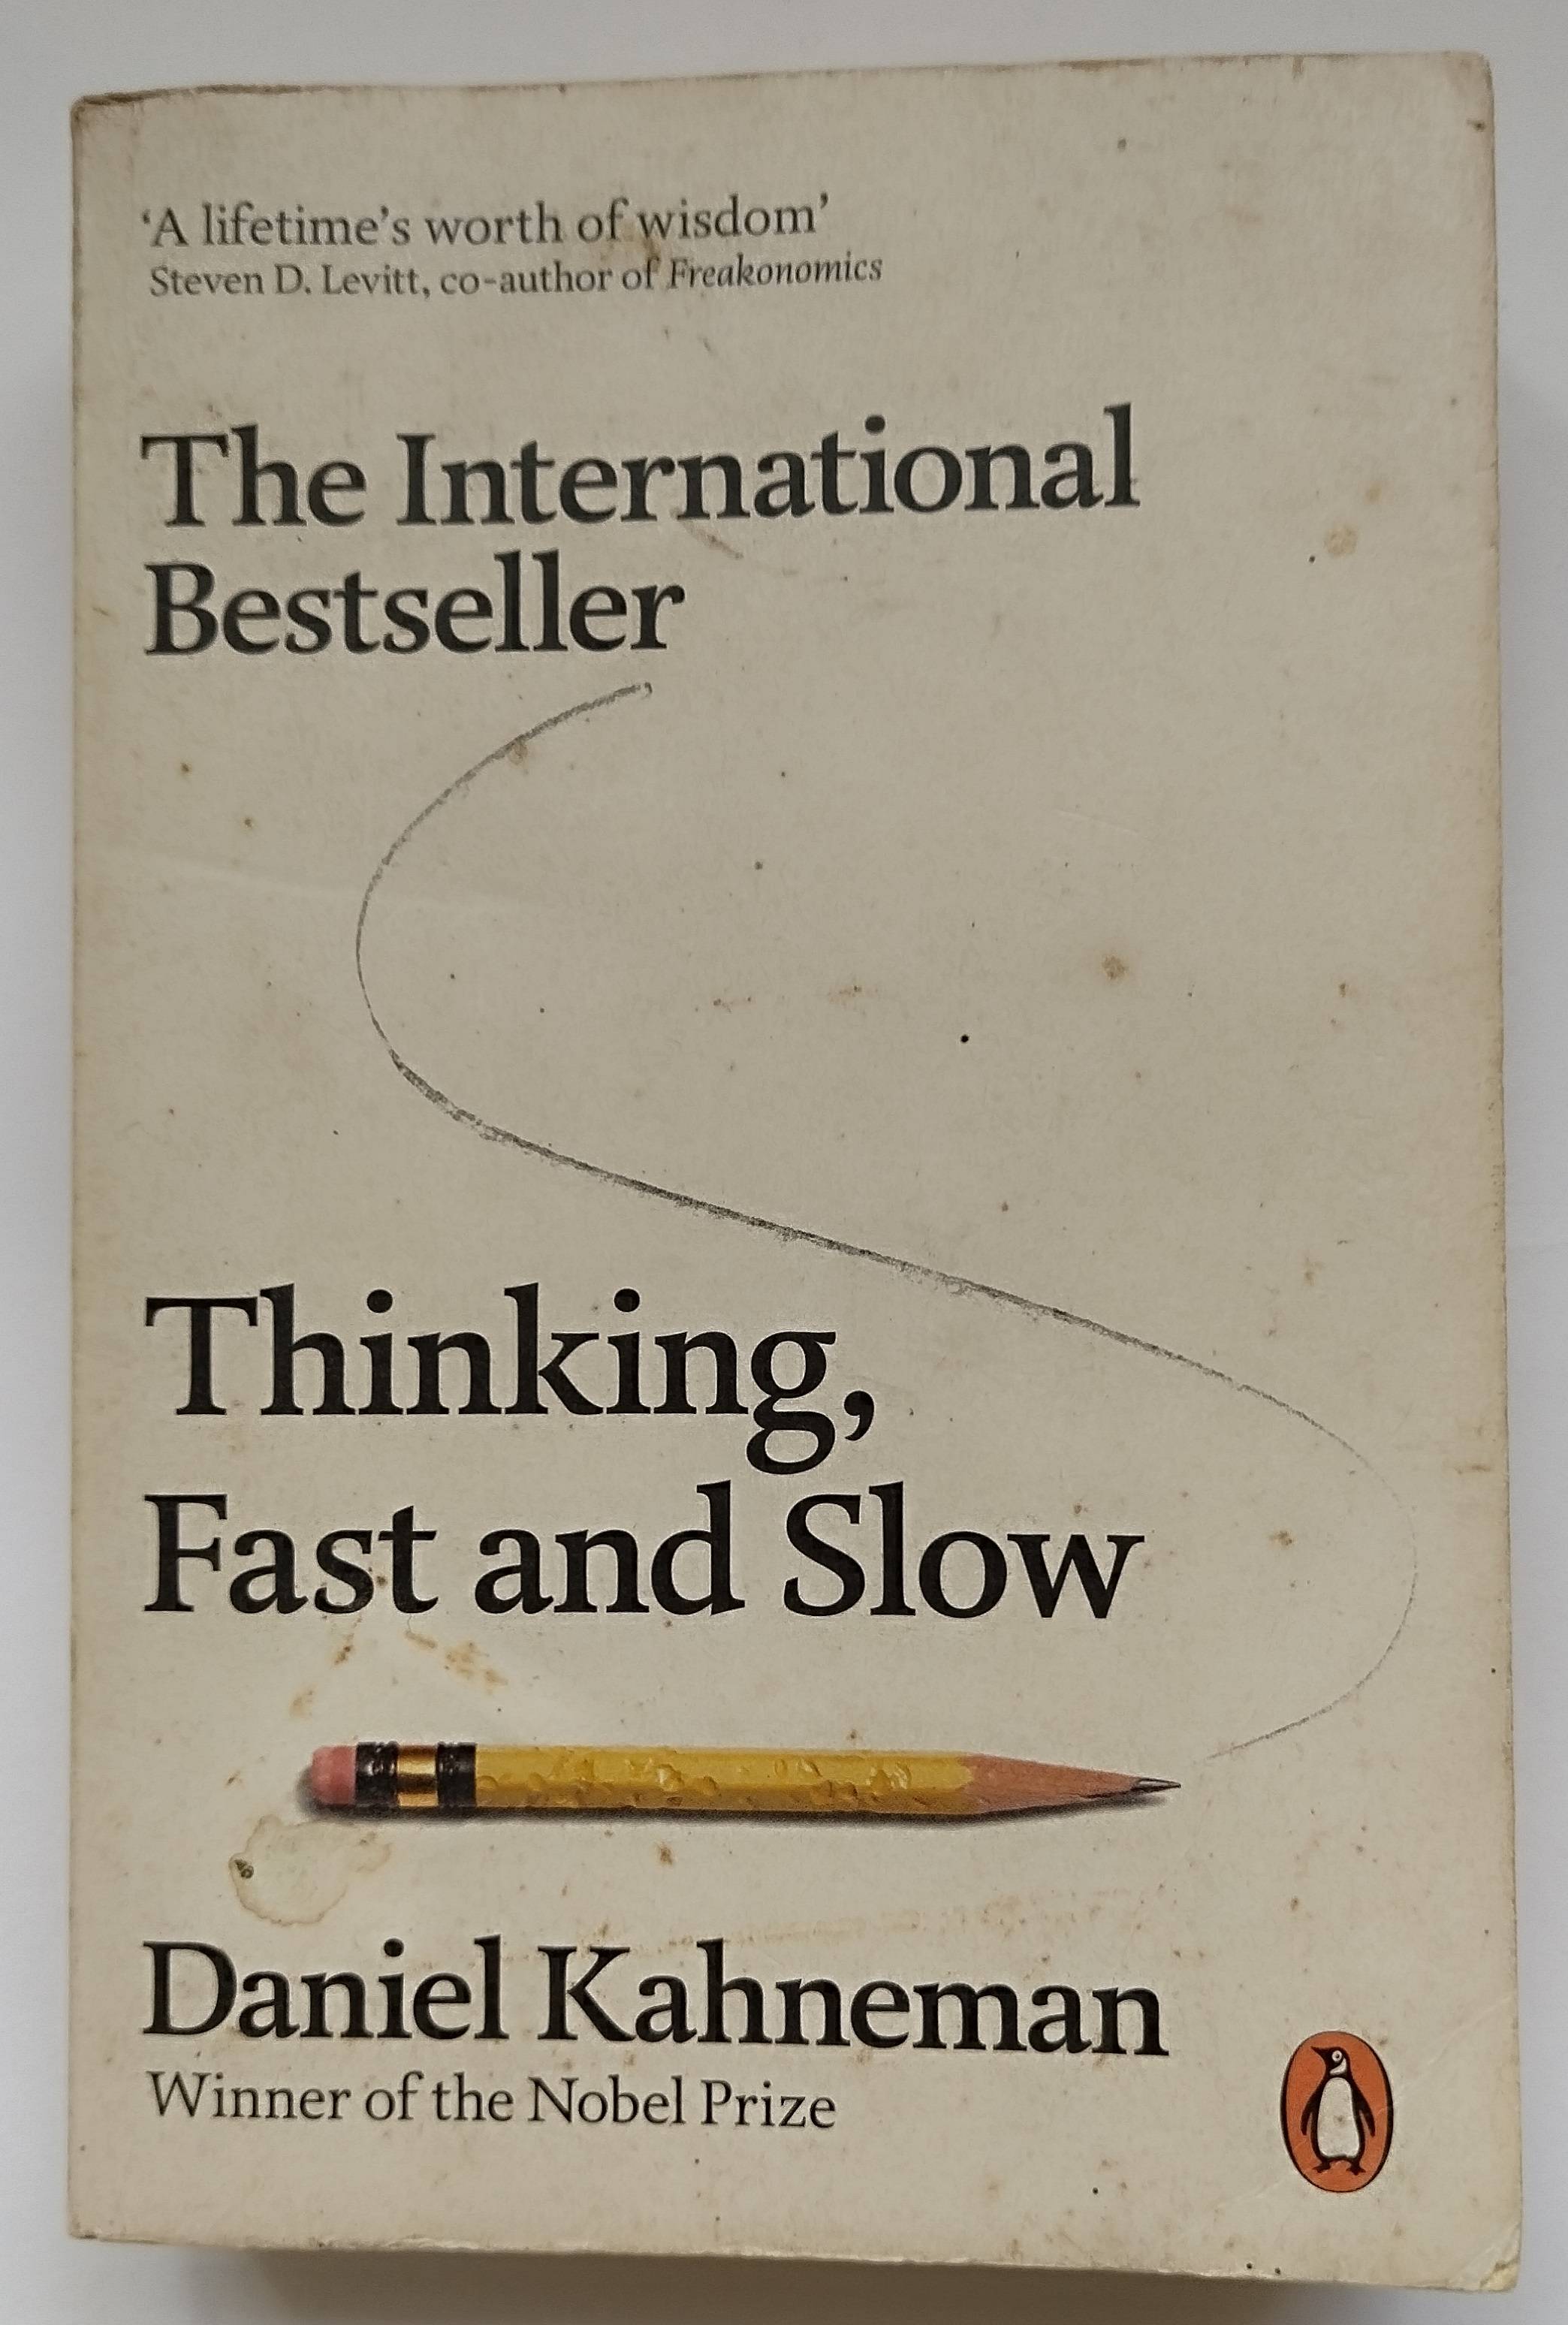 ‘A lifetime’s worth of wisdom’
Steven D. Levitt, co-author of Freakonomics
The International
Bestseller
Thinking,
Fast and Slow
Daniel Kahneman
Winner of the Nobel Prize